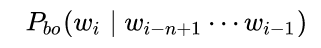 P_{bo}(w_i | w_{i-n+1} ⋯ w_{i-1})